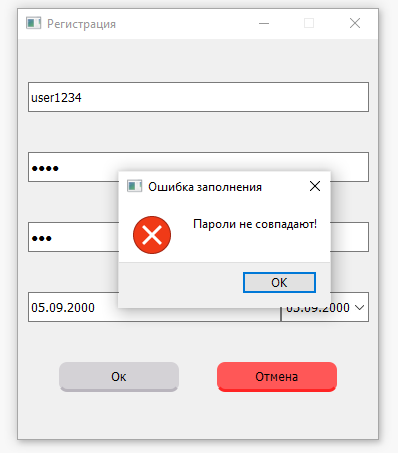 Регистрация
user1234
••••
Ошибка заполнения
Пароли не совпадают!
•••
OK
05.09.2000
05.09.2000
Ок
Отмена